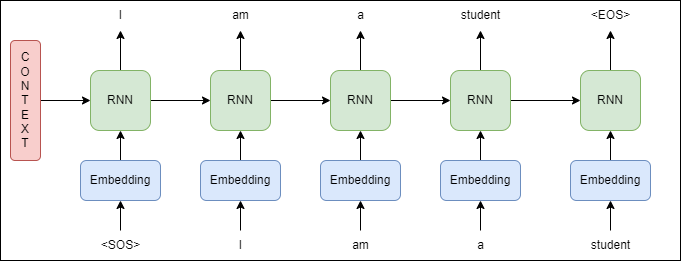 I am a student <EOS>
CONTEXT
RNN RNN RNN RNN RNN
Embedding Embedding Embedding Embedding Embedding
<SOS> I am a student